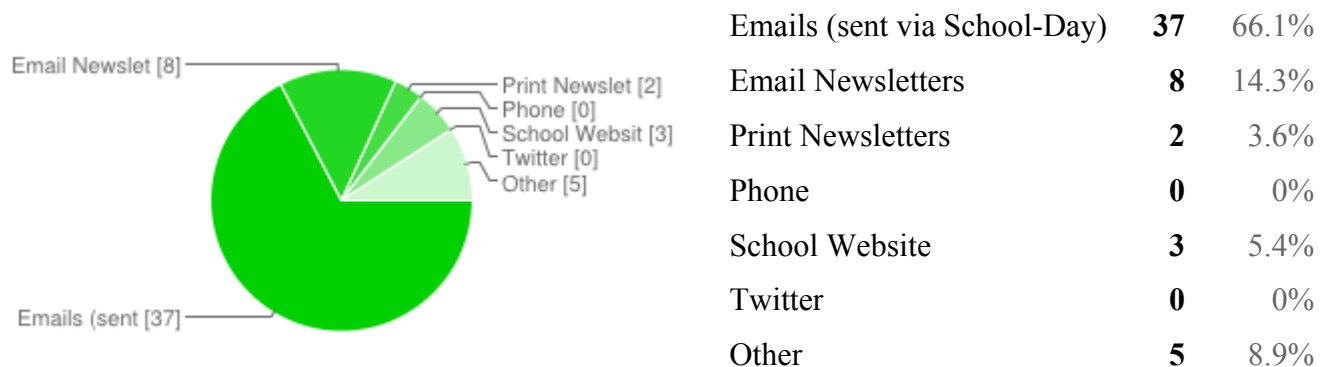 Email Newslet [8]
Print Newslet [2]
Phone [0]
School Websit [3]
Twitter [0]
Other [5]
Emails (sent [37]
Emails (sent via School-Day) 37 66.1%
Email Newsletters 8 14.3%
Print Newsletters 2 3.6%
Phone 0 0%
School Website 3 5.4%
Twitter 0 0%
Other 5 8.9%